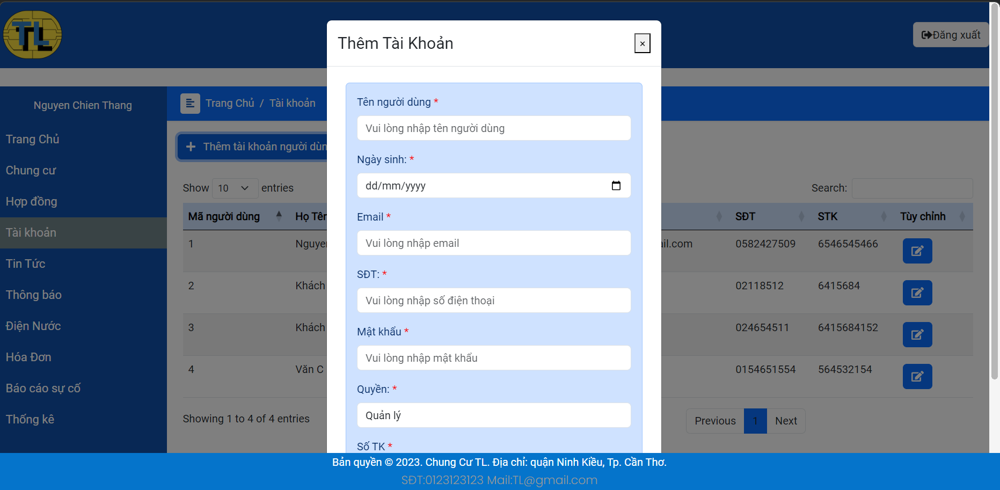 TL
Đăng xuất
Thêm Tài Khoản
×
Nguyen Chien Thang
Trang Chủ / Tài khoản
Trang Chủ
Chung cư
Hợp đồng
Tài khoản
Tin Tức
Thông báo
Điện Nước
Hóa Đơn
Báo cáo sự cố
Thống kê
Thêm tài khoản người dùn
Show 10 entries
Search:
Mã người dùng Họ Tên SĐT STK Tùy chỉnh
1 Nguyen ail.com 0582427509 6546545466
2 Khách 02118512 6415684
3 Khách 024654511 6415684152
4 Văn C 0154651554 564532154
Showing 1 to 4 of 4 entries
Previous 1 Next
Tên người dùng *
Vui lòng nhập tên người dùng
Ngày sinh: *
dd/mm/yyyy
Email *
Vui lòng nhập email
SĐT: *
Vui lòng nhập số điện thoại
Mật khẩu *
Vui lòng nhập mật khẩu
Quyền: *
Quản lý
Số TK *
Bản quyền © 2023. Chung Cư TL. Địa chỉ: quận Ninh Kiều, Tp. Cần Thơ.
SĐT:0123123123 Mail:TL@gmail.com